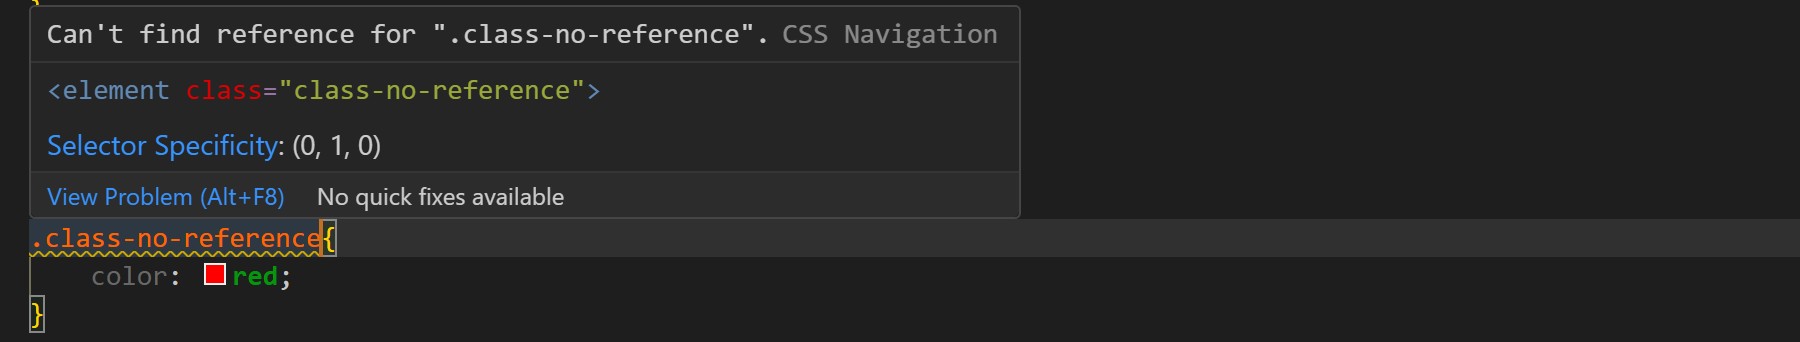 }
Can't find reference for ".class-no-reference". CSS Navigation
<element class="class-no-reference">
Selector Specificity: (0, 1, 0)
View Problem (Alt+F8) No quick fixes available
.class-no-reference{
color: red;
}